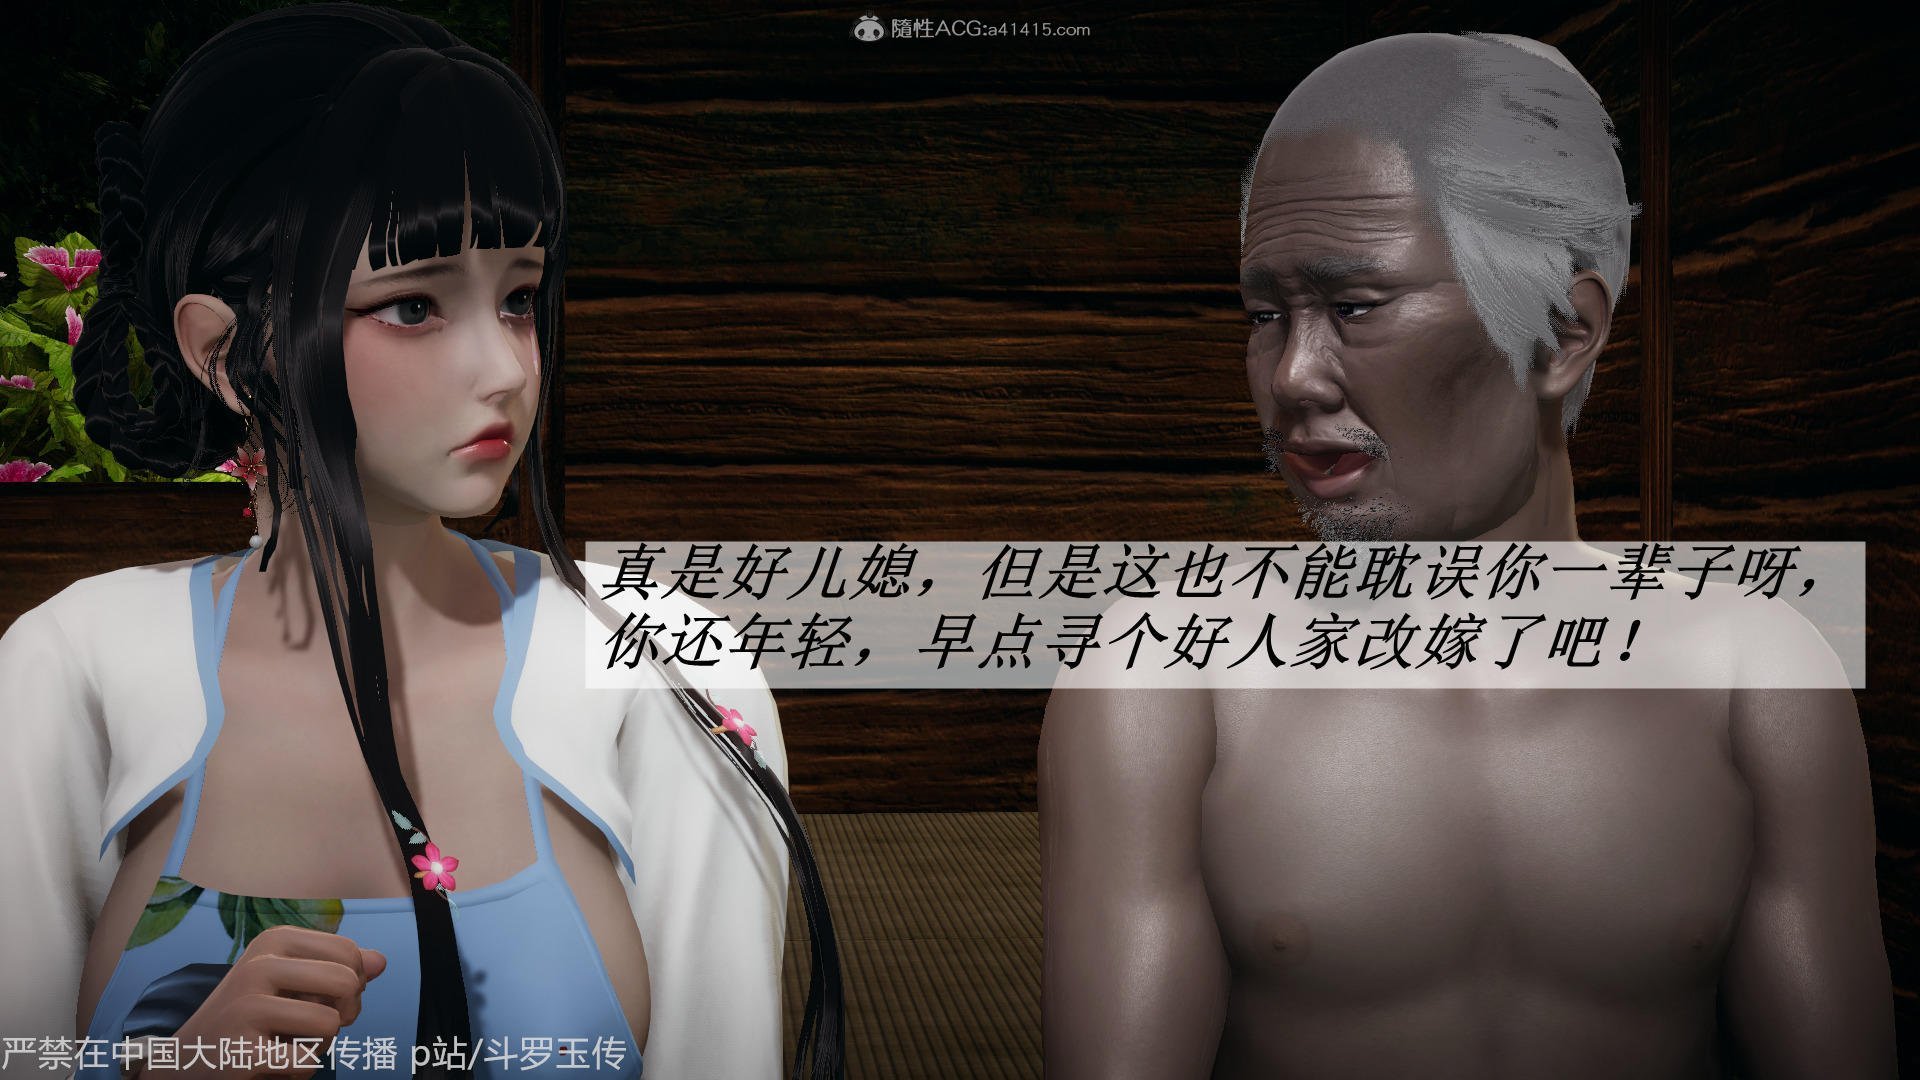 隨性ACG:a41415.com
真是好儿媳，但是这也不能耽误你一辈子呀，
你还年轻，早点寻个好人家改嫁了吧！
严禁在中国大陆地区传播 p站/斗罗玉传